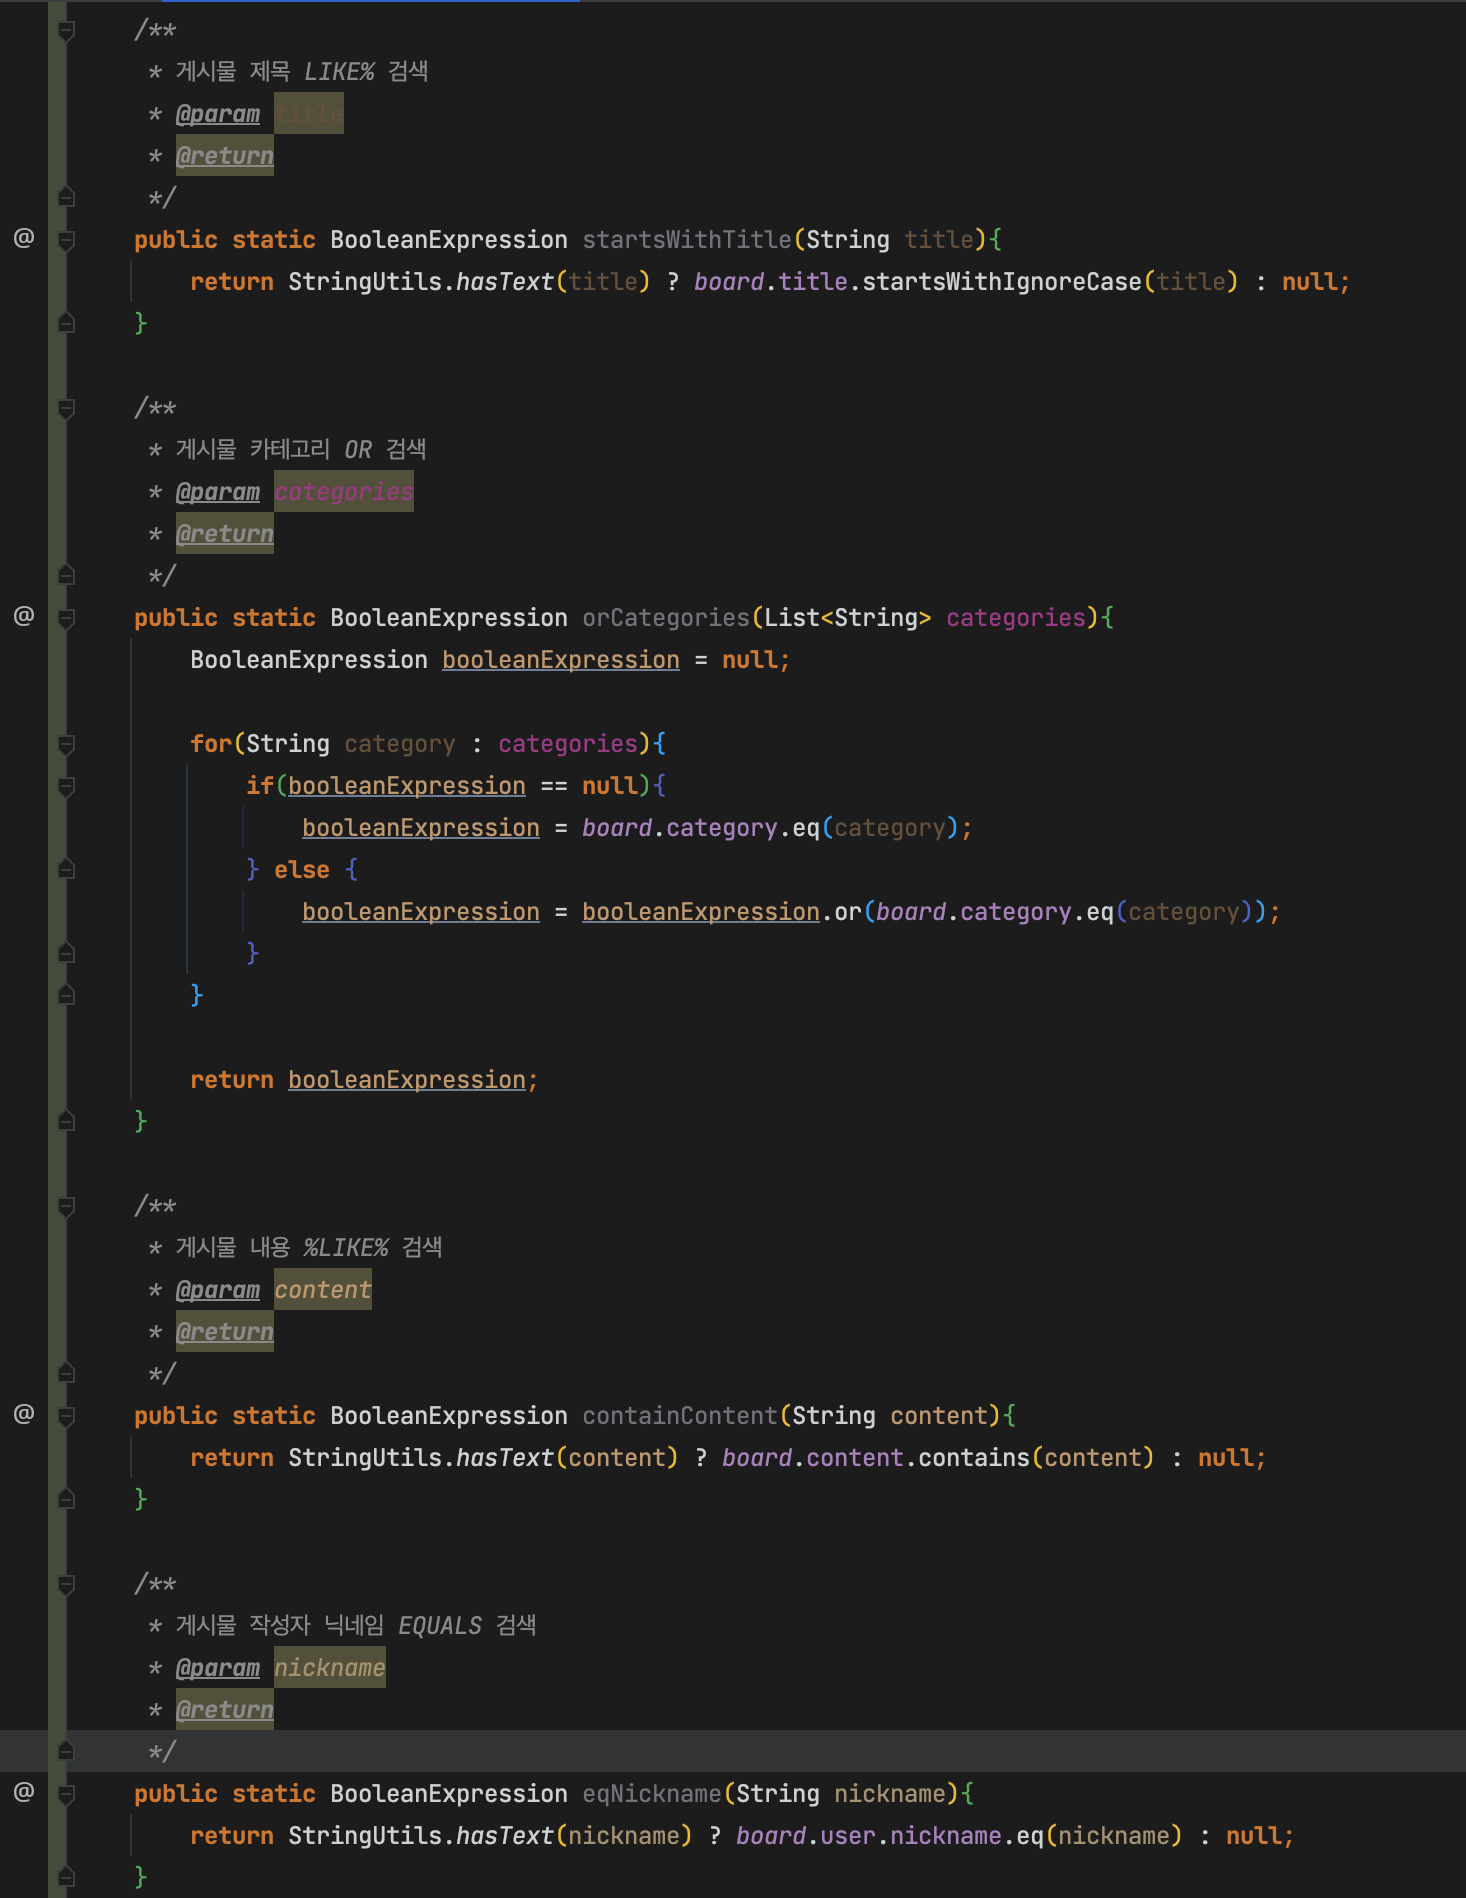 /**
 * 게시물 제목 LIKE% 검색
 * @param title
 * @return
 */
@ public static BooleanExpression startsWithTitle(String title){
    return StringUtils.hasText(title) ? board.title.startsWithIgnoreCase(title) : null;
}
/**
 * 게시물 카테고리 OR 검색
 * @param categories
 * @return
 */
@ public static BooleanExpression orCategories(List<String> categories){
    BooleanExpression booleanExpression = null;
    for(String category : categories){
        if(booleanExpression == null){
            booleanExpression = board.category.eq(category);
        } else {
            booleanExpression = booleanExpression.or(board.category.eq(category));
        }
    }
    return booleanExpression;
}
/**
 * 게시물 내용 %LIKE% 검색
 * @param content
 * @return
 */
@ public static BooleanExpression containContent(String content){
    return StringUtils.hasText(content) ? board.content.contains(content) : null;
}
/**
 * 게시물 작성자 닉네임 EQUALS 검색
 * @param nickname
 * @return
 */
@ public static BooleanExpression eqNickname(String nickname){
    return StringUtils.hasText(nickname) ? board.user.nickname.eq(nickname) : null;
}